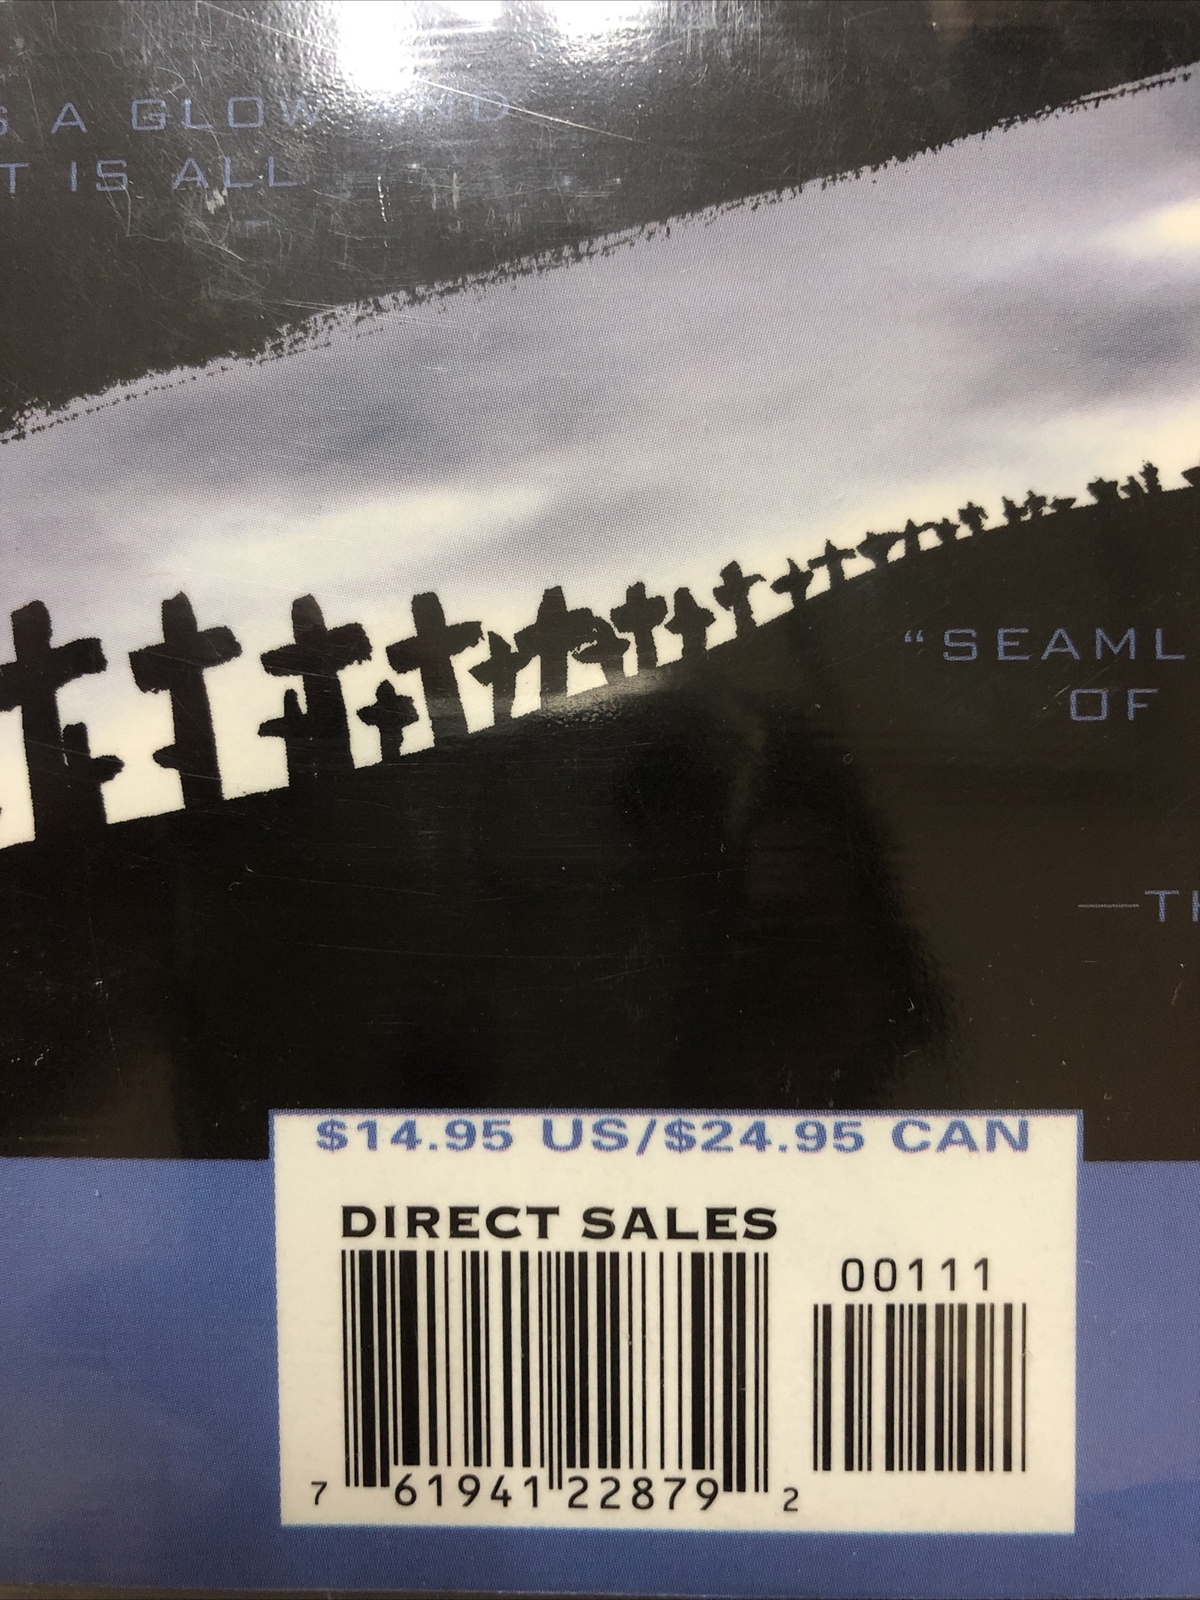 S A GLOW AND
T IS ALL
"SEAML
OF
—TH
$14.95 US/$24.95 CAN
DIRECT SALES
00111
7 61941 22879 2